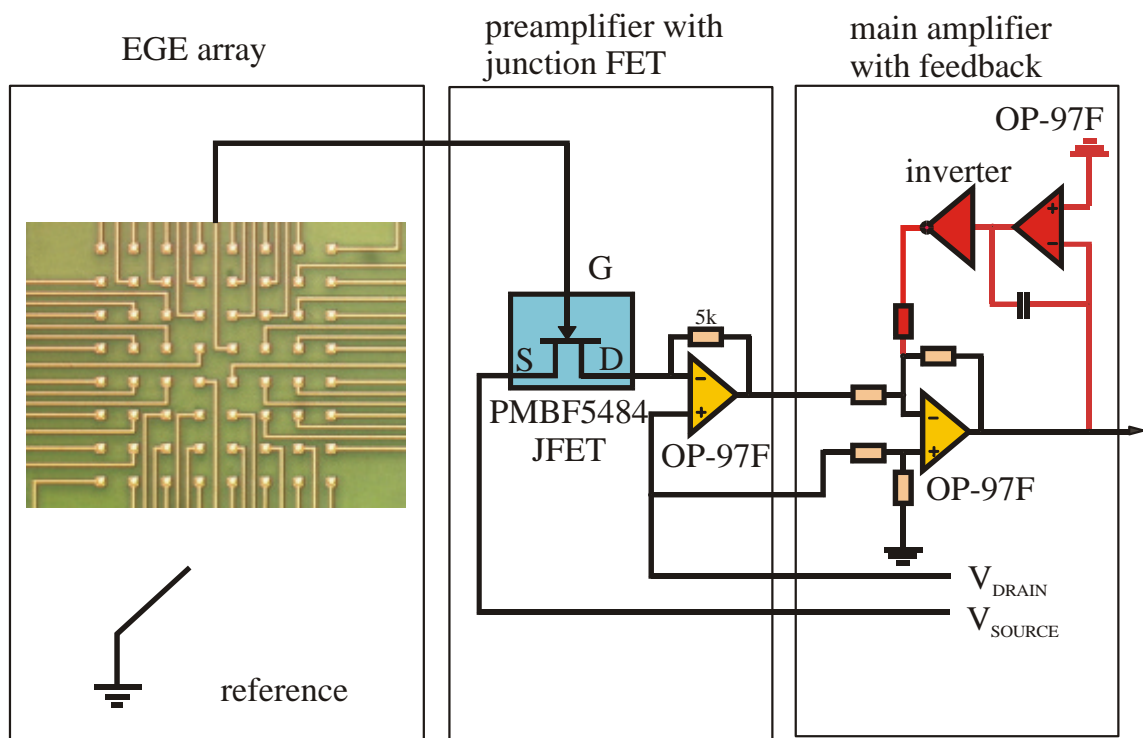 EGE array
preamplifier with
junction FET
main amplifier
with feedback
OP-97F
inverter
+
−
G
S
D
5k
−
+
PMBF5484
JFET
OP-97F
−
+
OP-97F
V DRAIN
V SOURCE
reference